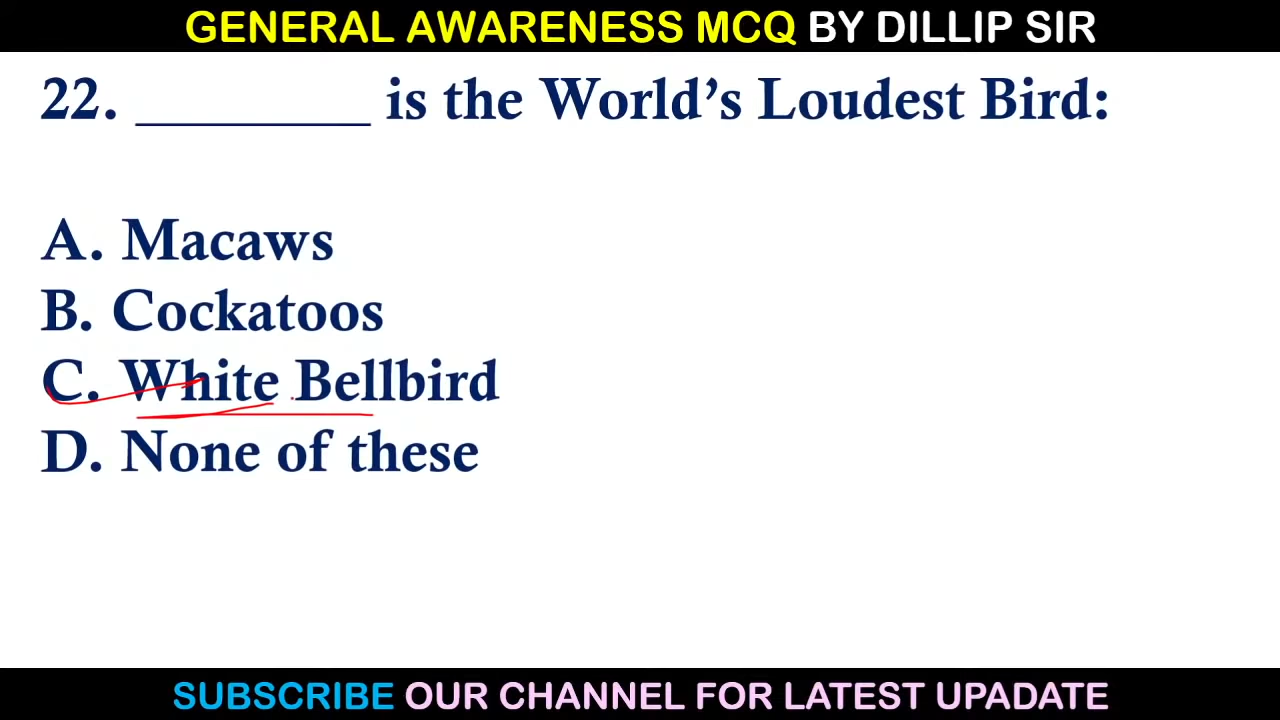 GENERAL AWARENESS MCQ BY DILLIP SIR
22. ________ is the World’s Loudest Bird:
A. Macaws
B. Cockatoos
C. White Bellbird
D. None of these
SUBSCRIBE OUR CHANNEL FOR LATEST UPADATE